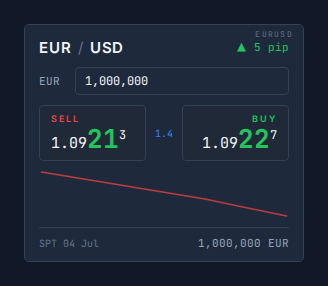 EURUSD
EUR / USD ▲ 5 pip
EUR 1,000,000
SELL BUY
1.09213 1.4 1.09227
SPT 04 Jul 1,000,000 EUR